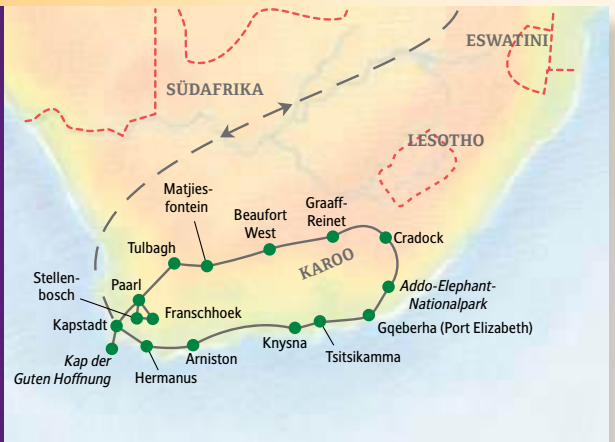 ESWATINI
SÜDAFRIKA
LESOTHO
Matjies-
fontein
Graaff-
Reinet
Beaufort
West
Cradock
Tulbagh
KAROO
Stellen-
bosch
Paarl
Addo-Elephant-
Nationalpark
Franschhoek
Kapstadt
Gqeberha (Port Elizabeth)
Knysna
Tsitsikamma
Kap der
Guten Hoffnung
Arniston
Hermanus